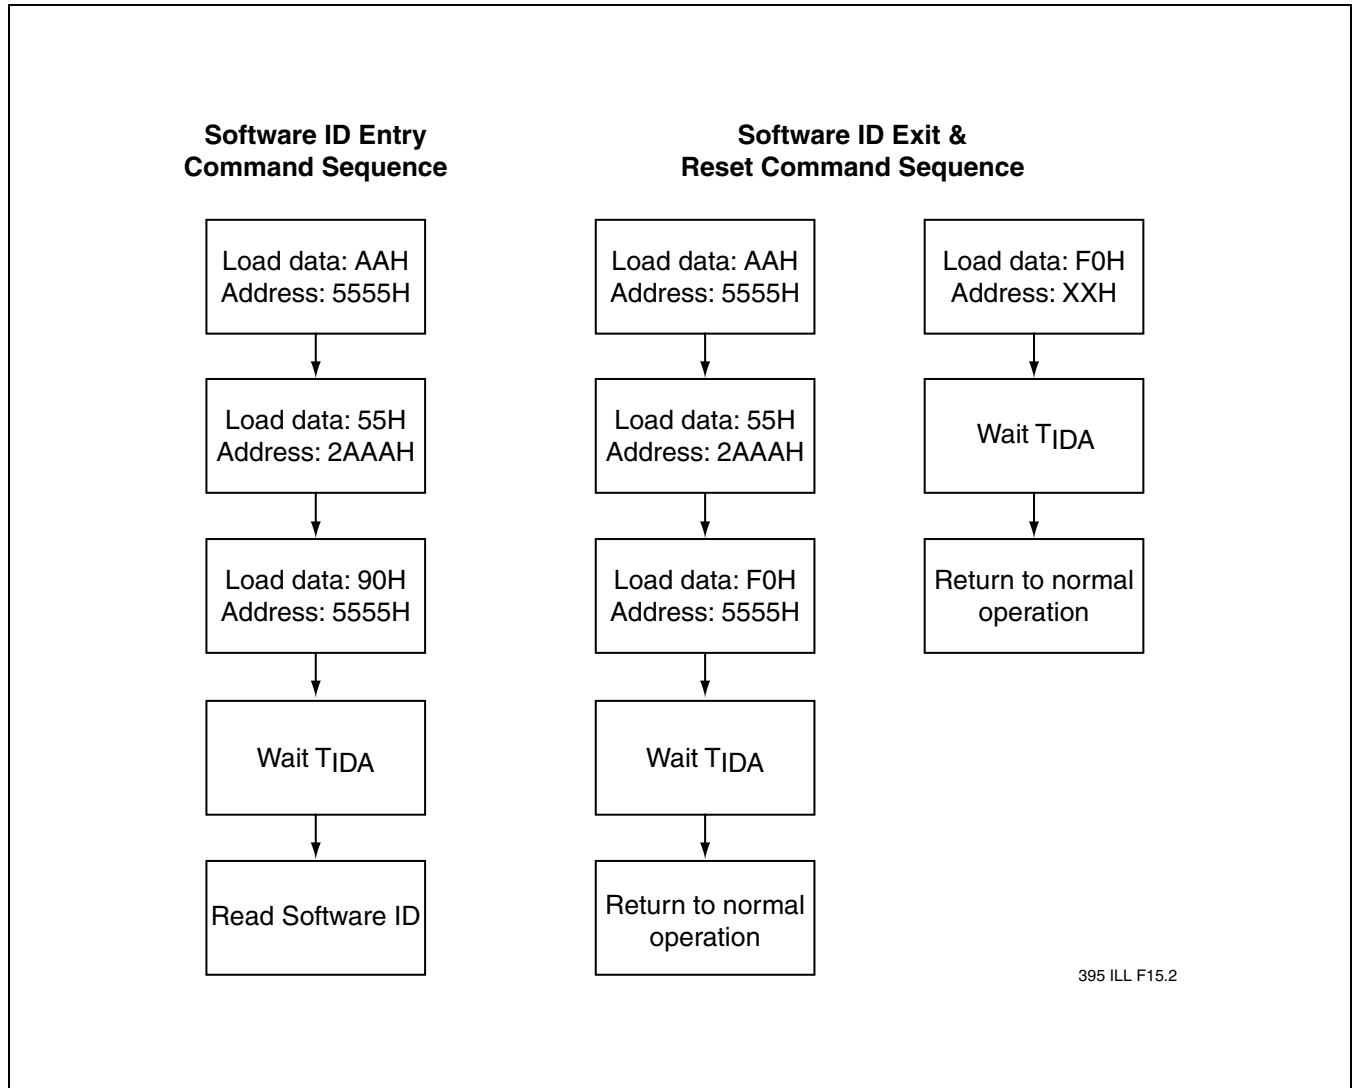 Software ID Entry
Command Sequence
Load data: AAH
Address: 5555H
Load data: 55H
Address: 2AAAH
Load data: 90H
Address: 5555H
Wait TIDA
Read Software ID
Software ID Exit &
Reset Command Sequence
Load data: AAH
Address: 5555H
Load data: 55H
Address: 2AAAH
Load data: F0H
Address: 5555H
Wait TIDA
Return to normal
operation
Load data: F0H
Address: XXH
Wait TIDA
Return to normal
operation
395 ILL F15.2